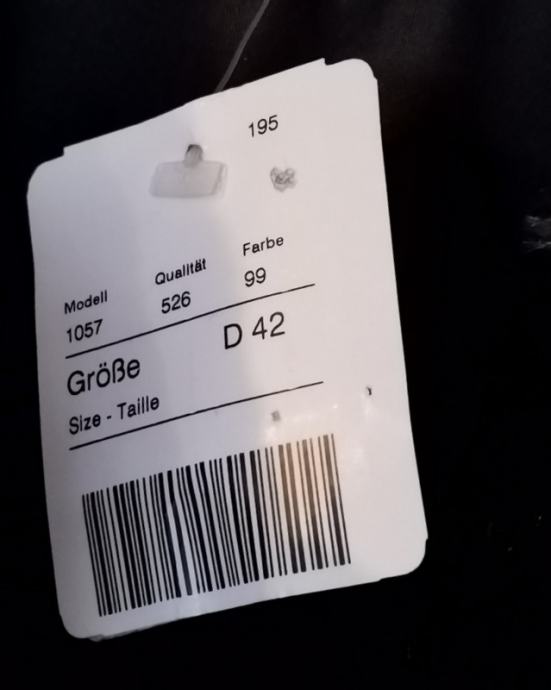 195
Modell Qualität Farbe
1057 526 99
Größe D 42
Size - Taille